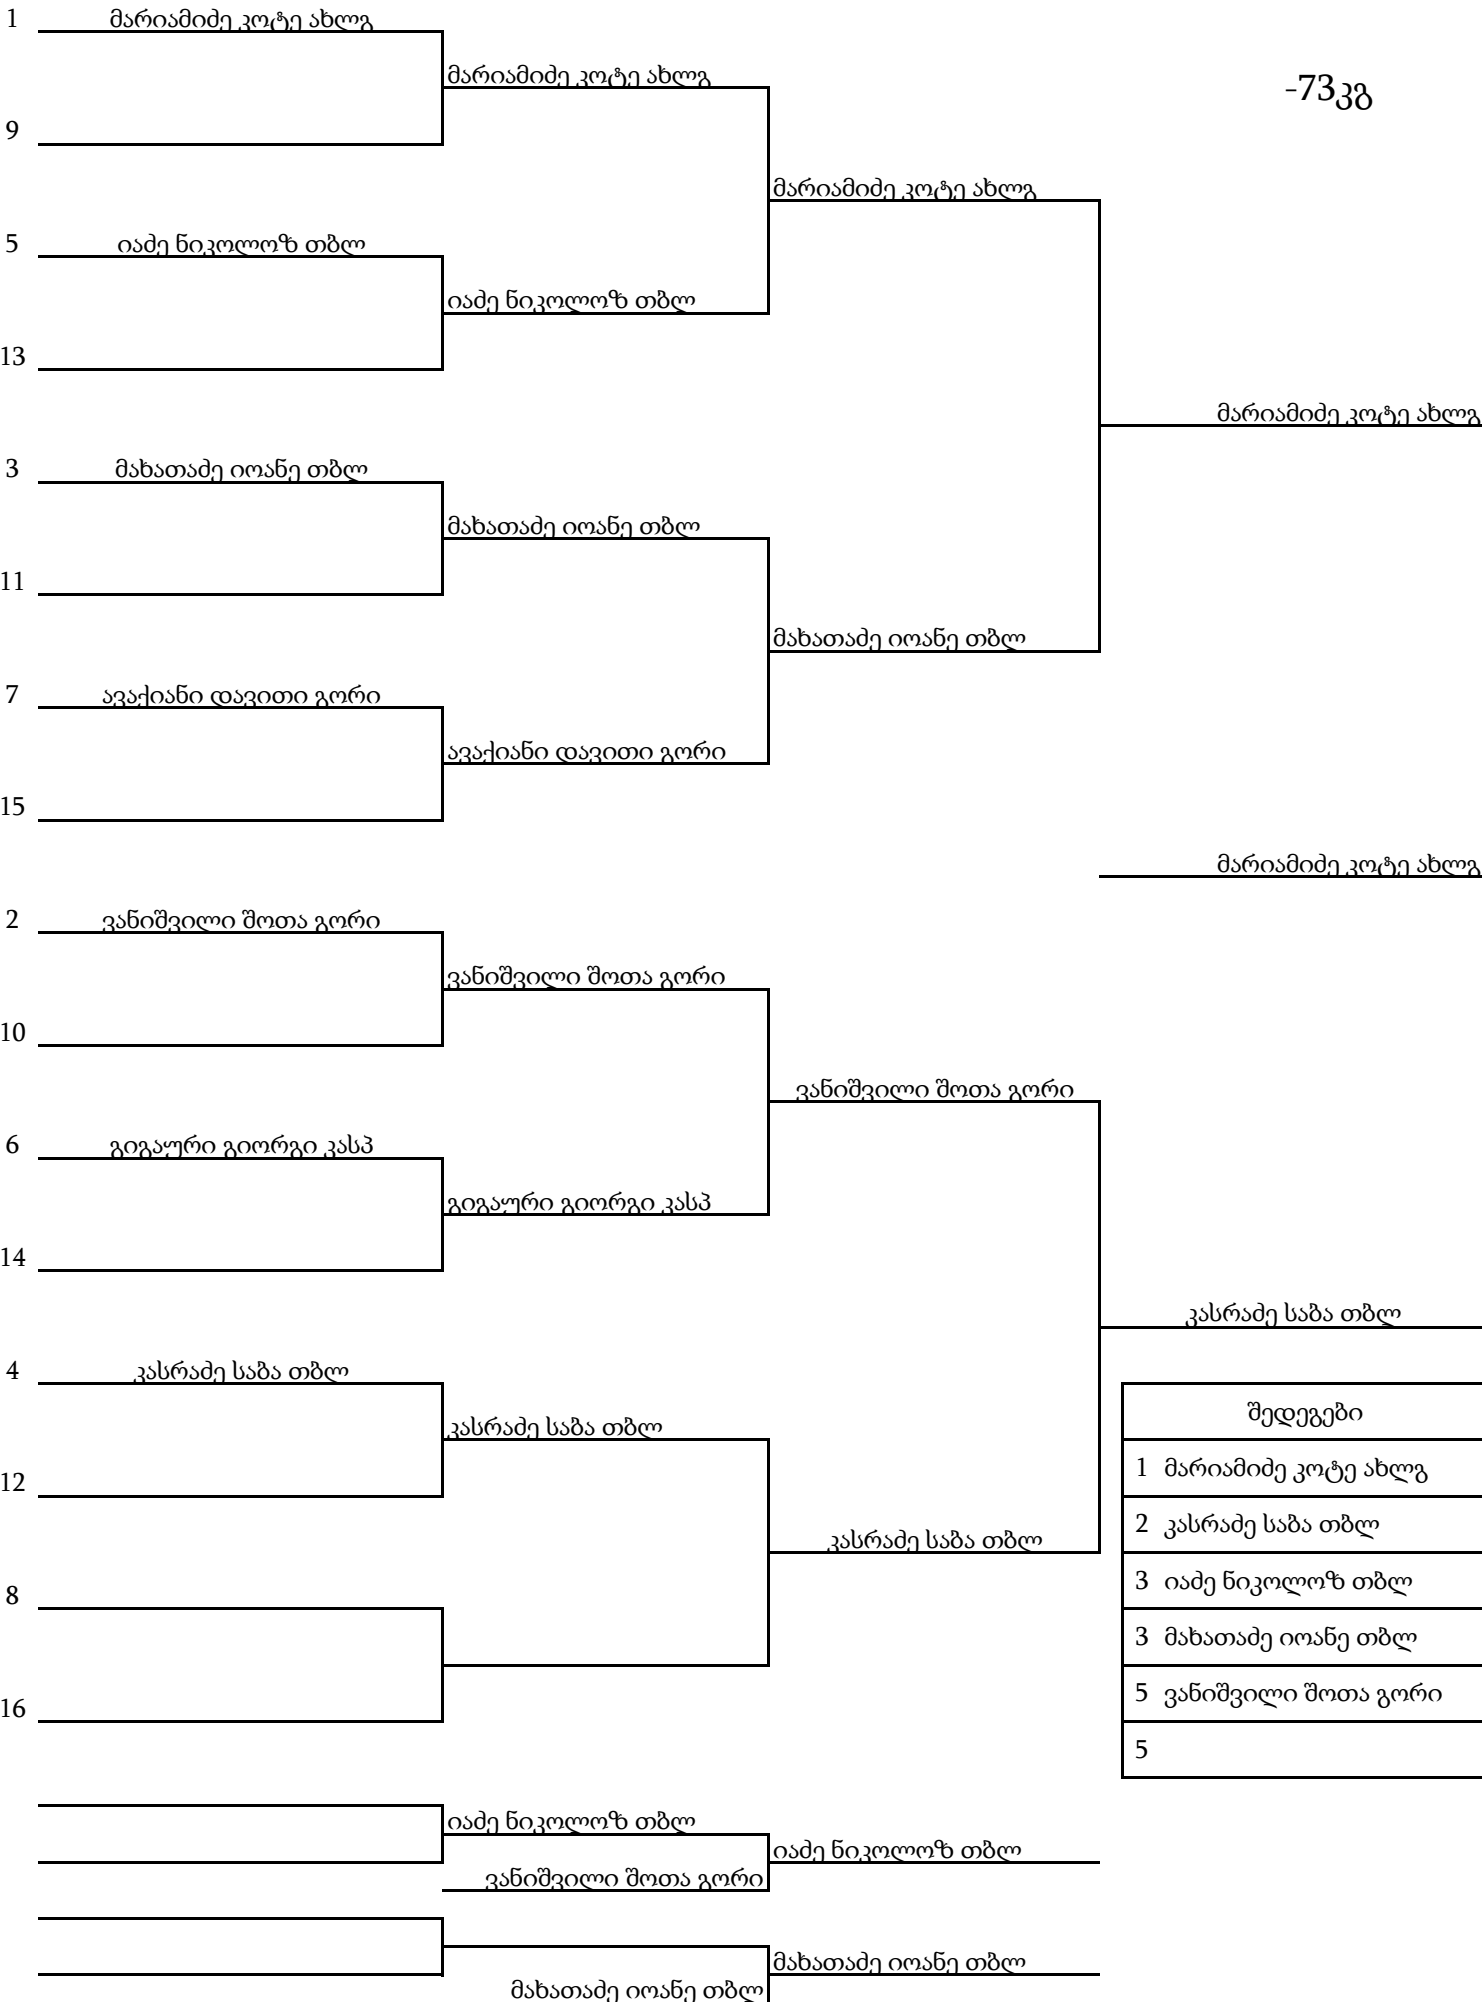 1 მარიამიძე კოტე ახლგ
მარიამიძე კოტე ახლგ
-73კგ
9
მარიამიძე კოტე ახლგ
5 იაძე ნიკოლოზ თბლ
იაძე ნიკოლოზ თბლ
13
მარიამიძე კოტე ახლგ
3 მახათაძე იოანე თბლ
მახათაძე იოანე თბლ
11
მახათაძე იოანე თბლ
7 ავაქიანი დავითი გორი
ავაქიანი დავითი გორი
15
მარიამიძე კოტე ახლგ
2 ვანიშვილი შოთა გორი
ვანიშვილი შოთა გორი
10
ვანიშვილი შოთა გორი
6 გიგაური გიორგი კასპ
გიგაური გიორგი კასპ
14
კასრაძე საბა თბლ
4 კასრაძე საბა თბლ
კასრაძე საბა თბლ
12
კასრაძე საბა თბლ
8
16
შედეგები
1 მარიამიძე კოტე ახლგ
2 კასრაძე საბა თბლ
3 იაძე ნიკოლოზ თბლ
3 მახათაძე იოანე თბლ
5 ვანიშვილი შოთა გორი
5
იაძე ნიკოლოზ თბლ
იაძე ნიკოლოზ თბლ
ვანიშვილი შოთა გორი
მახათაძე იოანე თბლ
მახათაძე იოანე თბლ